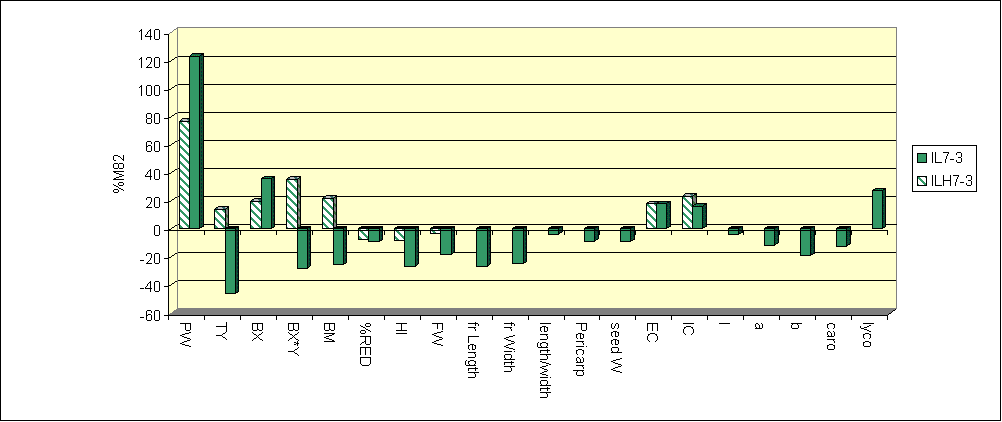 140
120
100
80
60
40
20
0
-20
-40
-60
%M82
PW
TY
BX
BX*Y
BM
%RED
HI
FW
fr Length
fr Width
length/width
Pericarp
seed W
EC
IC
l
a
b
caro
lyco
IL7-3
ILH7-3